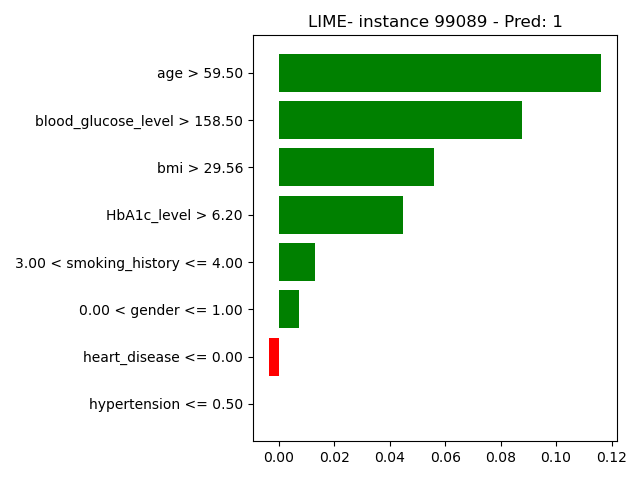 LIME- instance 99089 - Pred: 1
age > 59.50
blood_glucose_level > 158.50
bmi > 29.56
HbA1c_level > 6.20
3.00 < smoking_history <= 4.00
0.00 < gender <= 1.00
heart_disease <= 0.00
hypertension <= 0.50
0.00 0.02 0.04 0.06 0.08 0.10 0.12